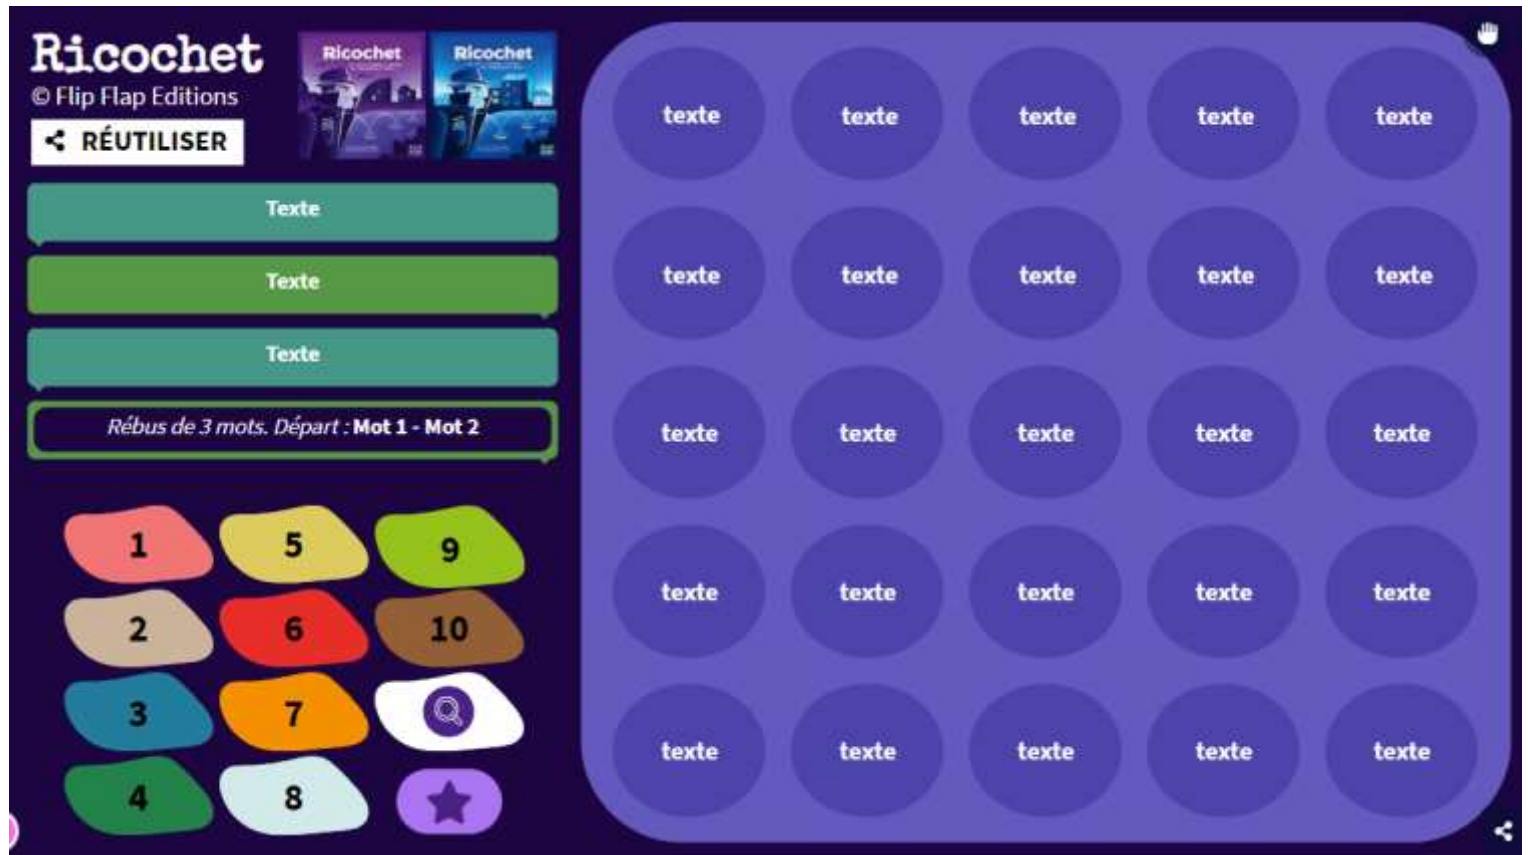 Ricochet
© Flip Flap Editions
RÉUTILISER
Ricochet
Ricochet
Texte
Texte
Texte
Rébus de 3 mots. Départ : Mot 1 - Mot 2
1 5 9
2 6 10
3 7
4 8
texte texte texte texte texte
texte texte texte texte texte
texte texte texte texte texte
texte texte texte texte texte
texte texte texte texte texte